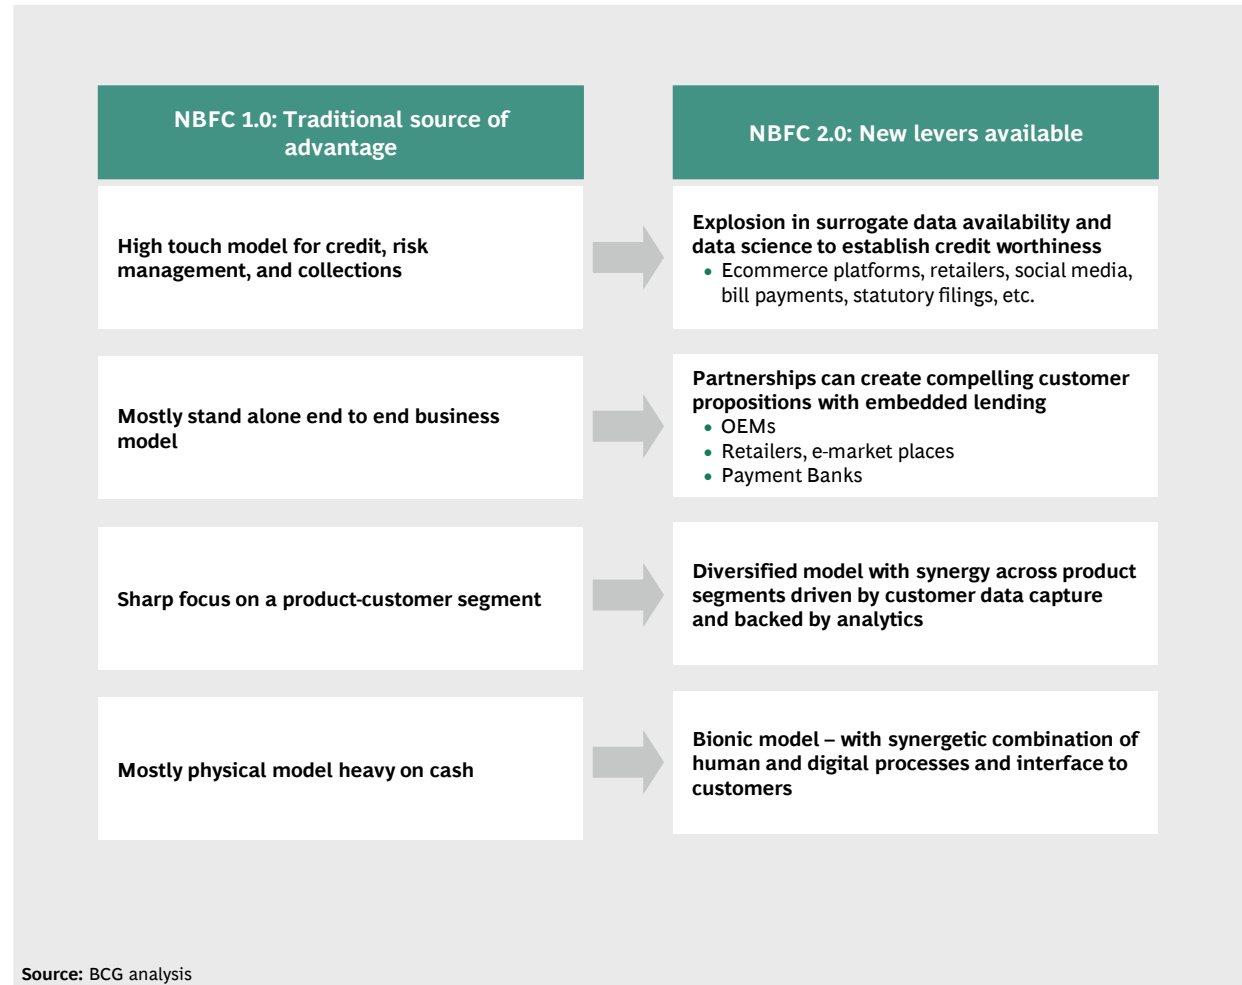 NBFC 1.0: Traditional source of
advantage
NBFC 2.0: New levers available
High touch model for credit, risk
management, and collections
Explosion in surrogate data availability and
data science to establish credit worthiness
• Ecommerce platforms, retailers, social media,
bill payments, statutory filings, etc.
Mostly stand alone end to end business
model
Partnerships can create compelling customer
propositions with embedded lending
• OEMs
• Retailers, e-market places
• Payment Banks
Sharp focus on a product-customer segment
Diversified model with synergy across product
segments driven by customer data capture
and backed by analytics
Mostly physical model heavy on cash
Bionic model – with synergetic combination of
human and digital processes and interface to
customers
Source: BCG analysis